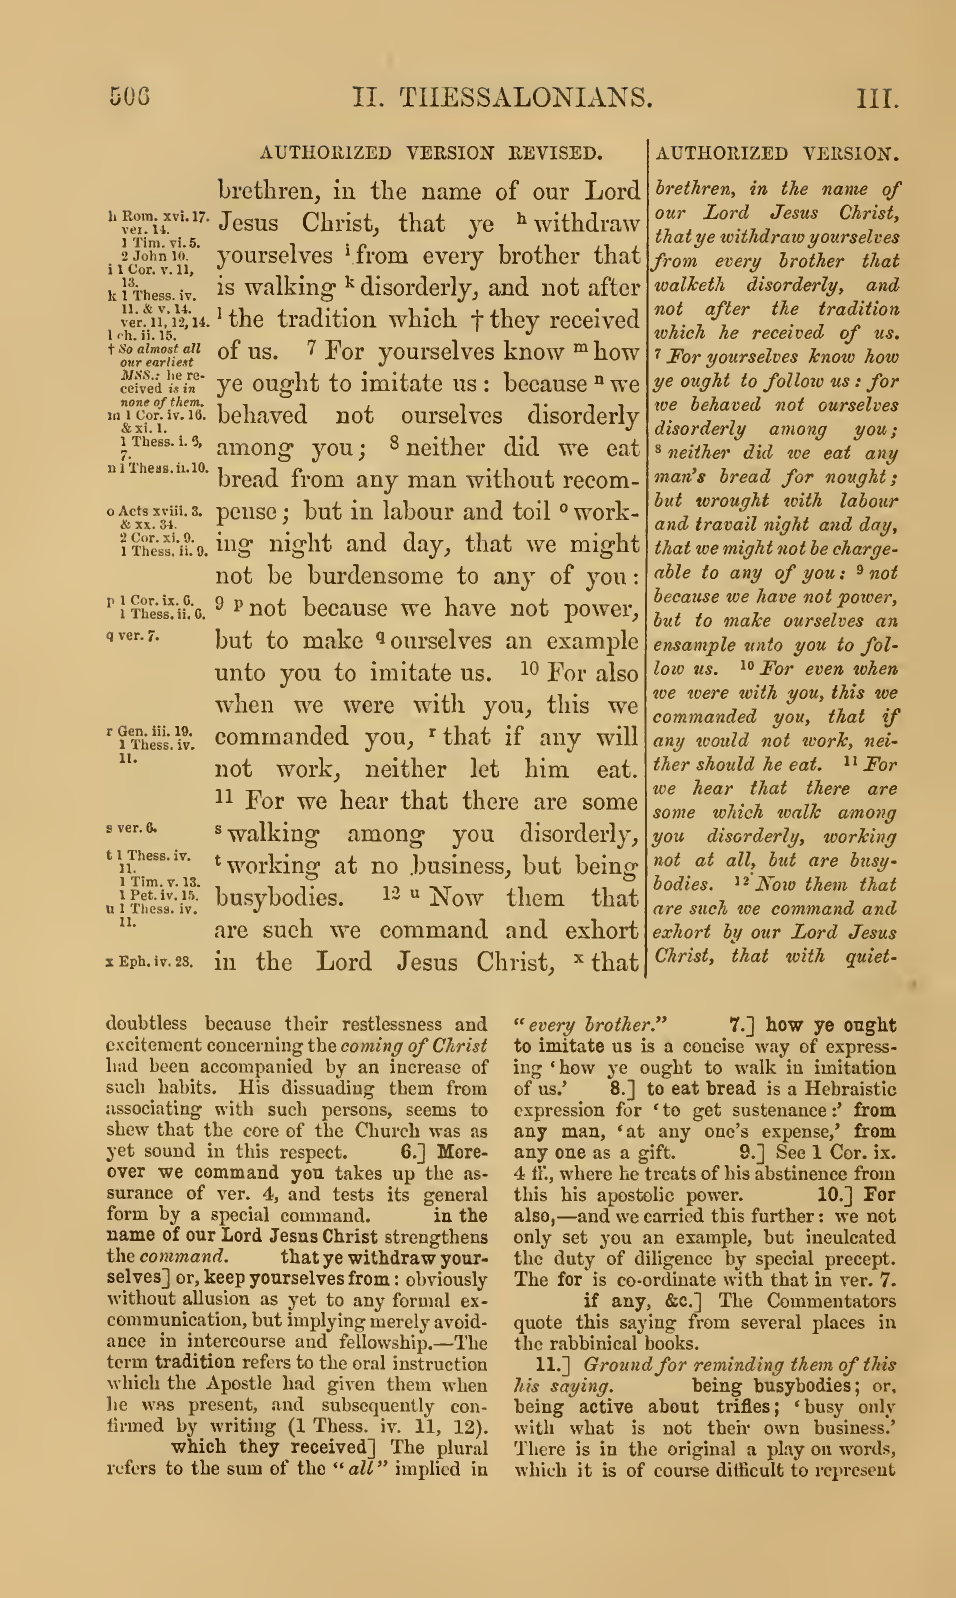 506
II. THESSALONIANS.
III.
AUTHORIZED VERSION REVISED.
brethren, in the name of our Lord
Jesus Christ, that ye h withdraw
yourselves i from every brother that
is walking k disorderly, and not after
l the tradition which † they received
of us. 7 For yourselves know m how
ye ought to imitate us : because n we
behaved not ourselves disorderly
among you ; 8 neither did we eat
bread from any man without recom-
pense ; but in labour and toil o work-
ing night and day, that we might
not be burdensome to any of you :
9 p not because we have not power,
but to make q ourselves an example
unto you to imitate us. 10 For also
when we were with you, this we
commanded you, r that if any will
not work, neither let him eat.
11 For we hear that there are some
s walking among you disorderly,
t working at no business, but being
busybodies. 12 u Now them that
are such we command and exhort
in the Lord Jesus Christ, x that
h Rom. xvi. 17.
ver. 14.
1 Tim. vi. 5.
2 John 10.
i 1 Cor. v. 11,
13.
k 1 Thess. iv.
11. & v. 14.
ver. 11, 12, 14.
l ch. ii. 15.
† So almost all
our earliest
MSS.: he re-
ceived is in
none of them.
m 1 Cor. iv. 16.
& xi. 1.
1 Thess. i. 6,
7.
n 1 Thess. ii. 10.
o Acts xviii. 3.
& xx. 34.
2 Cor. xi. 9.
1 Thess. ii. 9.
p 1 Cor. ix. 6.
1 Thess. ii. 6.
q ver. 7.
r Gen. iii. 19.
1 Thess. iv.
11.
s ver. 6.
t 1 Thess. iv.
11.
1 Tim. v. 13.
1 Pet. iv. 15.
u 1 Thess. iv.
11.
x Eph. iv. 28.
AUTHORIZED VERSION.
brethren, in the name of
our Lord Jesus Christ,
that ye withdraw yourselves
from every brother that
walketh disorderly, and
not after the tradition
which he received of us.
7 For yourselves know how
ye ought to follow us : for
we behaved not ourselves
disorderly among you ;
8 neither did we eat any
man's bread for nought ;
but wrought with labour
and travail night and day,
that we might not be charge-
able to any of you : 9 not
because we have not power,
but to make ourselves an
ensample unto you to fol-
low us. 10 For even when
we were with you, this we
commanded you, that if
any would not work, nei-
ther should he eat. 11 For
we hear that there are
some which walk among
you disorderly, working
not at all, but are busy-
bodies. 12 Now them that
are such we command and
exhort by our Lord Jesus
Christ, that with quiet-
doubtless because their restlessness and
excitement concerning the coming of Christ
had been accompanied by an increase of
such habits. His dissuading them from
associating with such persons, seems to
shew that the core of the Church was as
yet sound in this respect. 6.] More-
over we command you takes up the as-
surance of ver. 4, and tests its general
form by a special command. in the
name of our Lord Jesus Christ strengthens
the command. that ye withdraw your-
selves] or, keep yourselves from : obviously
without allusion as yet to any formal ex-
communication, but implying merely avoid-
ance in intercourse and fellowship.—The
term tradition refers to the oral instruction
which the Apostle had given them when
he was present, and subsequently con-
firmed by writing (1 Thess. iv. 11, 12).
which they received] The plural
refers to the sum of the “ all ” implied in
“ every brother.” 7.] how ye ought
to imitate us is a concise way of express-
ing ‘ how ye ought to walk in imitation
of us.’ 8.] to eat bread is a Hebraistic
expression for ‘ to get sustenance :’ from
any man, ‘ at any one's expense,’ from
any one as a gift. 9.] See 1 Cor. ix.
4 ff., where he treats of his abstinence from
this his apostolic power. 10.] For
also,—and we carried this further : we not
only set you an example, but inculcated
the duty of diligence by special precept.
The for is co-ordinate with that in ver. 7.
if any, &c.] The Commentators
quote this saying from several places in
the rabbinical books.
11.] Ground for reminding them of this
his saying. being busybodies ; or,
being active about trifles ; ‘ busy only
with what is not their own business.’
There is in the original a play on words,
which it is of course difficult to represent